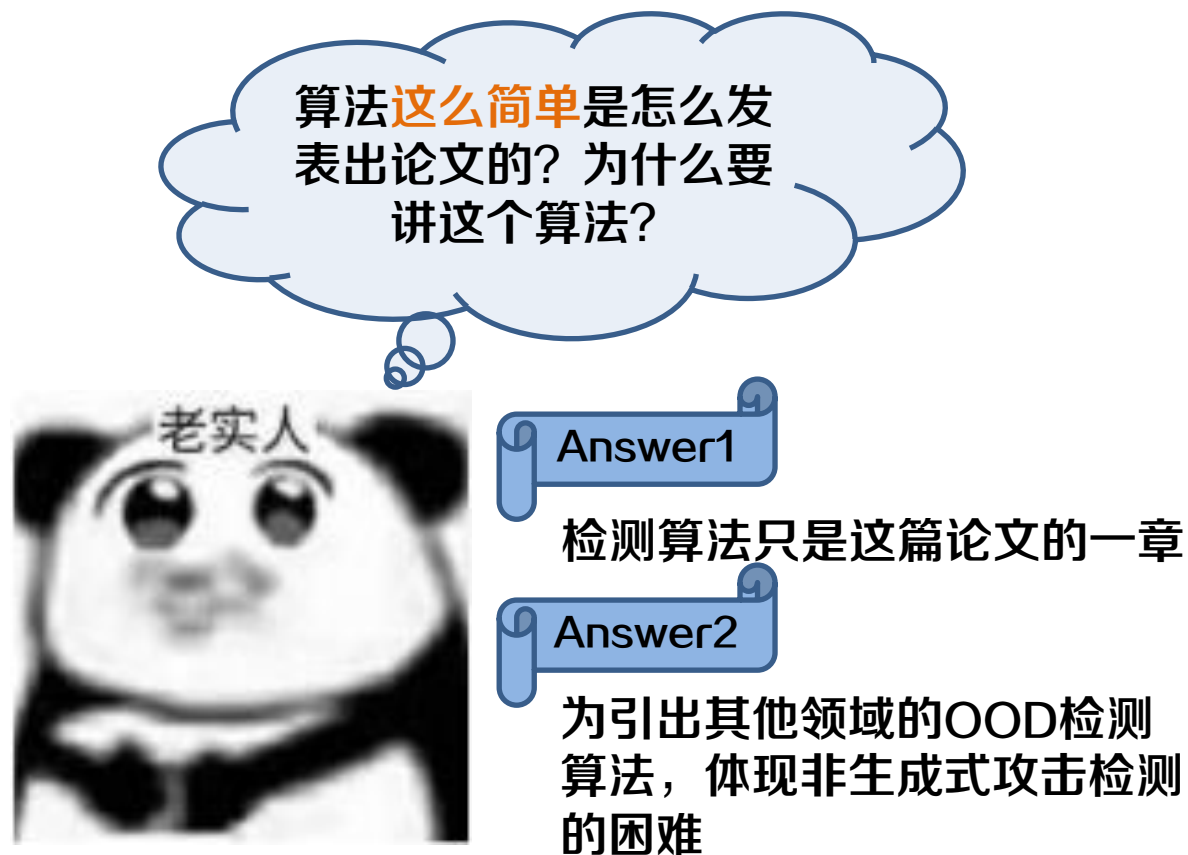 算法这么简单是怎么发
表出论文的？为什么要
讲这个算法？
老实人
Answer1
检测算法只是这篇论文的一章
Answer2
为引出其他领域的OOD检测
算法，体现非生成式攻击检测
的困难